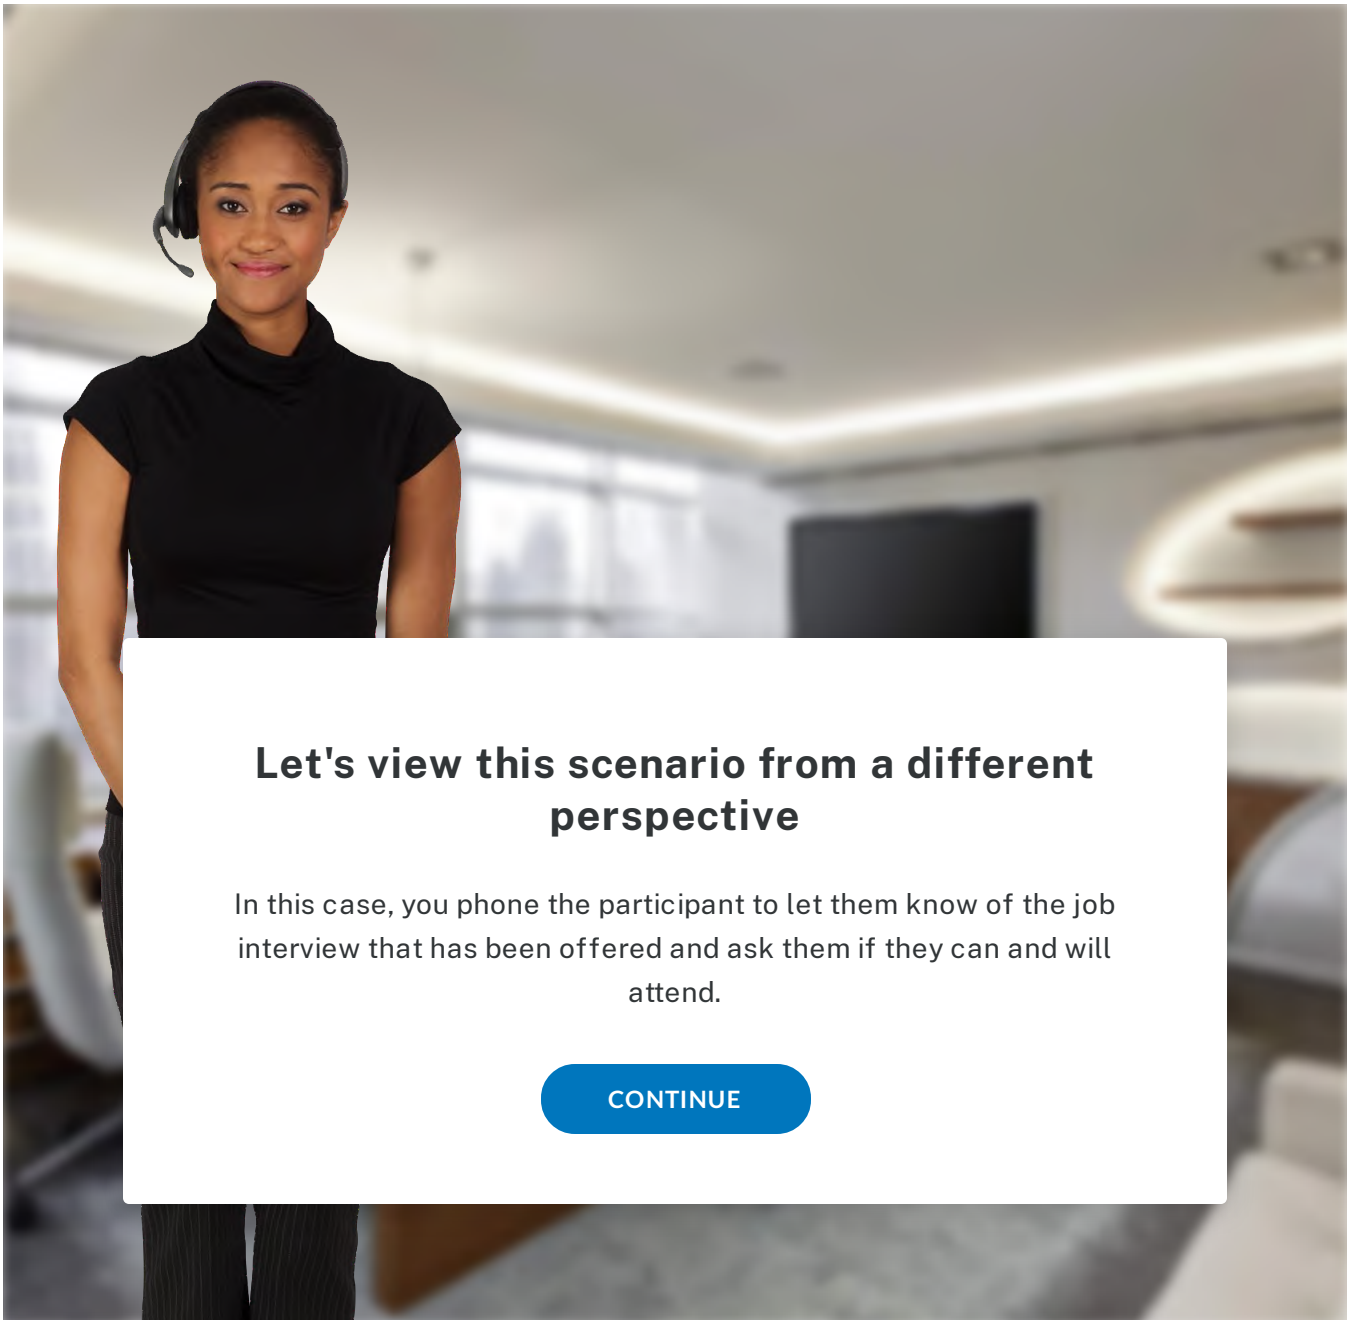 Let's view this scenario from a different
perspective
In this case, you phone the participant to let them know of the job
interview that has been offered and ask them if they can and will
attend.
CONTINUE